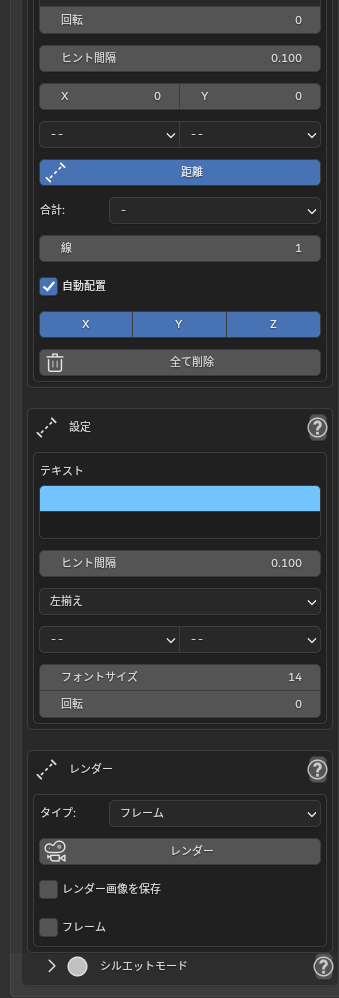 回転 0
ヒント間隔 0.100
X 0 Y 0
-- --
距離
合計: -
線 1
自動配置
X Y Z
全て削除
設定
テキスト
ヒント間隔 0.100
左揃え
-- --
フォントサイズ 14
回転 0
レンダー
タイプ: フレーム
レンダー
レンダー画像を保存
フレーム
シルエットモード